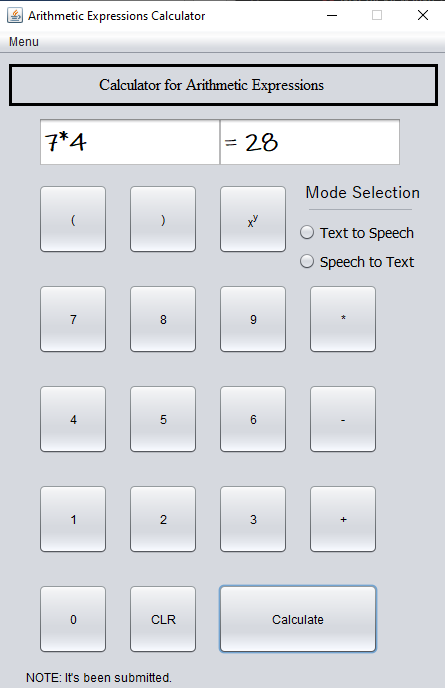 Arithmetic Expressions Calculator
Menu
Calculator for Arithmetic Expressions
7*4 = 28
Mode Selection
( ) xʸ
Text to Speech
Speech to Text
7 8 9 *
4 5 6 -
1 2 3 +
0 CLR Calculate
NOTE: It's been submitted.